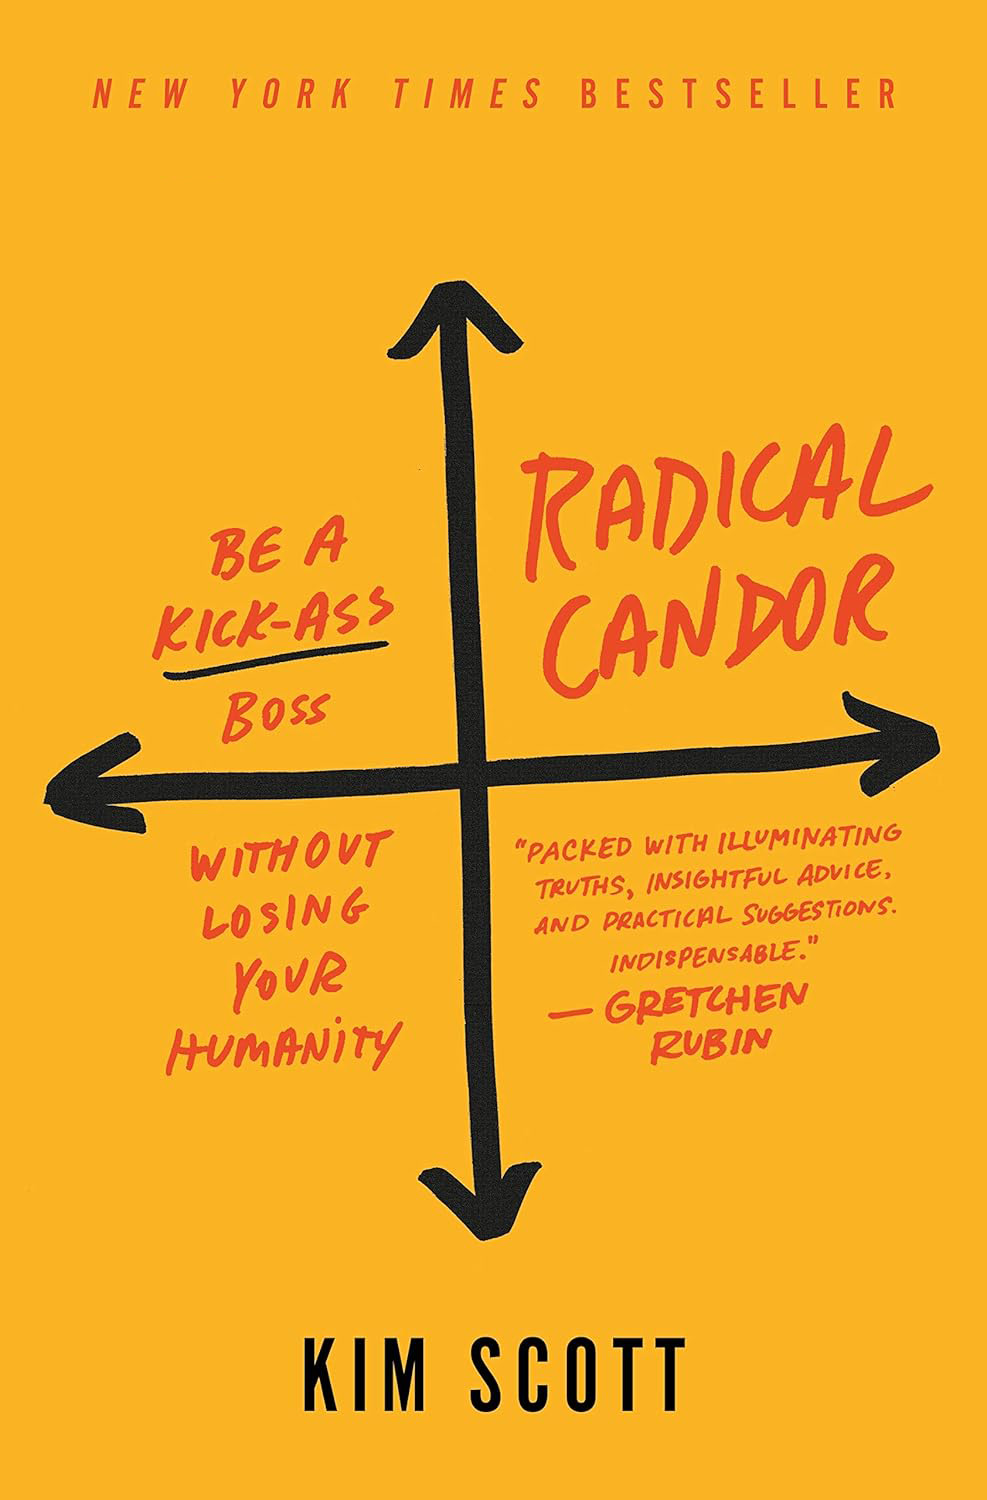 NEW YORK TIMES BESTSELLER
RADICAL
CANDOR
BE A
KICK-ASS
BOSS
WITHOUT
LOSING
YOUR
HUMANITY
"PACKED WITH ILLUMINATING
TRUTHS, INSIGHTFUL ADVICE,
AND PRACTICAL SUGGESTIONS.
INDISPENSABLE."
— GRETCHEN
RUBIN
KIM SCOTT